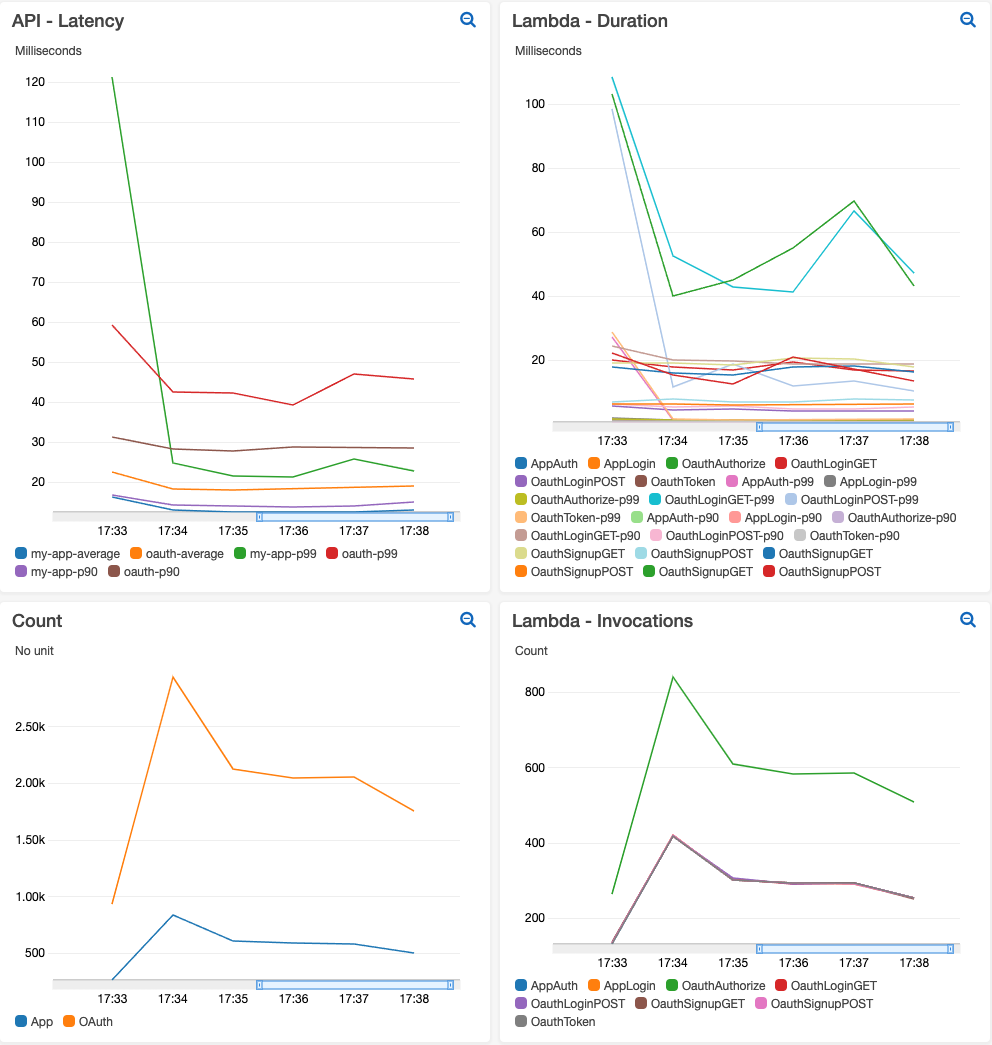 API - Latency
Milliseconds
120
110
100
90
80
70
60
50
40
30
20
17:33 17:34 17:35 17:36 17:37 17:38
my-app-average oauth-average my-app-p99 oauth-p99
my-app-p90 oauth-p90
Lambda - Duration
Milliseconds
100
80
60
40
20
17:33 17:34 17:35 17:36 17:37 17:38
AppAuth AppLogin OauthAuthorize OauthLoginGET
OauthLoginPOST OauthToken AppAuth-p99 AppLogin-p99
OauthAuthorize-p99 OauthLoginGET-p99 OauthLoginPOST-p99
OauthToken-p99 AppAuth-p90 AppLogin-p90 OauthAuthorize-p90
OauthLoginGET-p90 OauthLoginPOST-p90 OauthToken-p90
OauthSignupGET OauthSignupPOST OauthSignupGET
OauthSignupPOST OauthSignupGET OauthSignupPOST
Count
No unit
2.50k
2.00k
1.50k
1.00k
500
17:33 17:34 17:35 17:36 17:37 17:38
App OAuth
Lambda - Invocations
Count
800
600
400
200
17:33 17:34 17:35 17:36 17:37 17:38
AppAuth AppLogin OauthAuthorize OauthLoginGET
OauthLoginPOST OauthSignupGET OauthSignupPOST
OauthToken